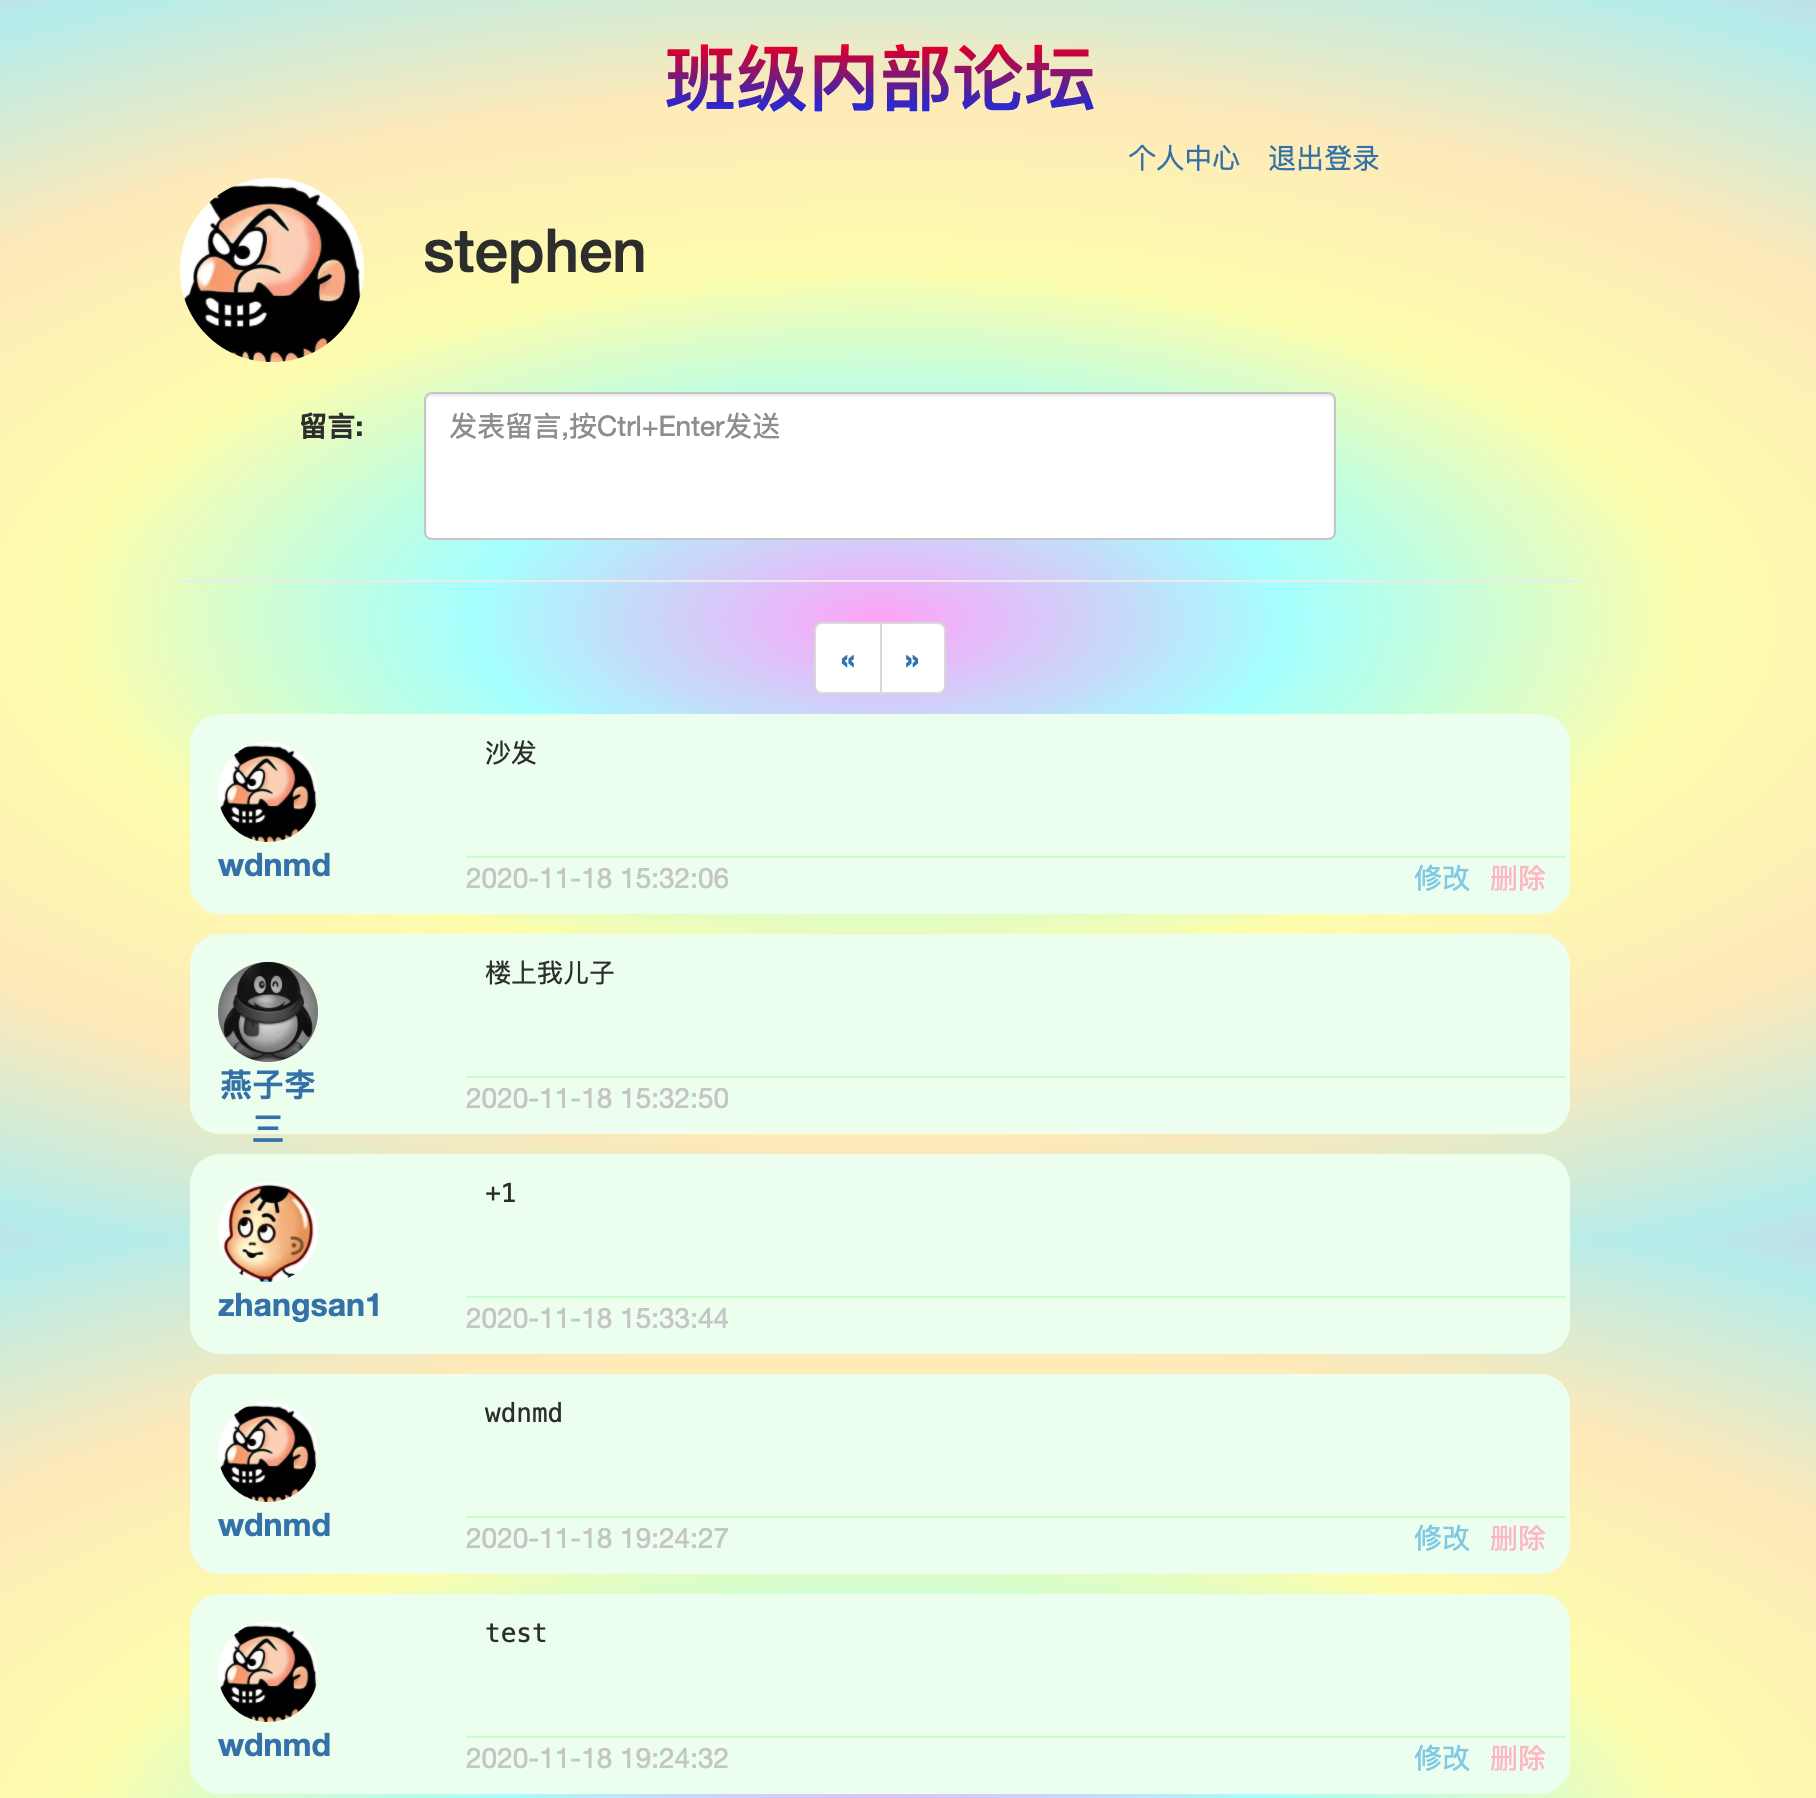 班级内部论坛
个人中心 退出登录
stephen
留言:
发表留言,按Ctrl+Enter发送
« »
沙发
wdnmd
2020-11-18 15:32:06 修改 删除
楼上我儿子
燕子李
三
2020-11-18 15:32:50
+1
zhangsan1
2020-11-18 15:33:44
wdnmd
wdnmd
2020-11-18 19:24:27 修改 删除
test
wdnmd
2020-11-18 19:24:32 修改 删除